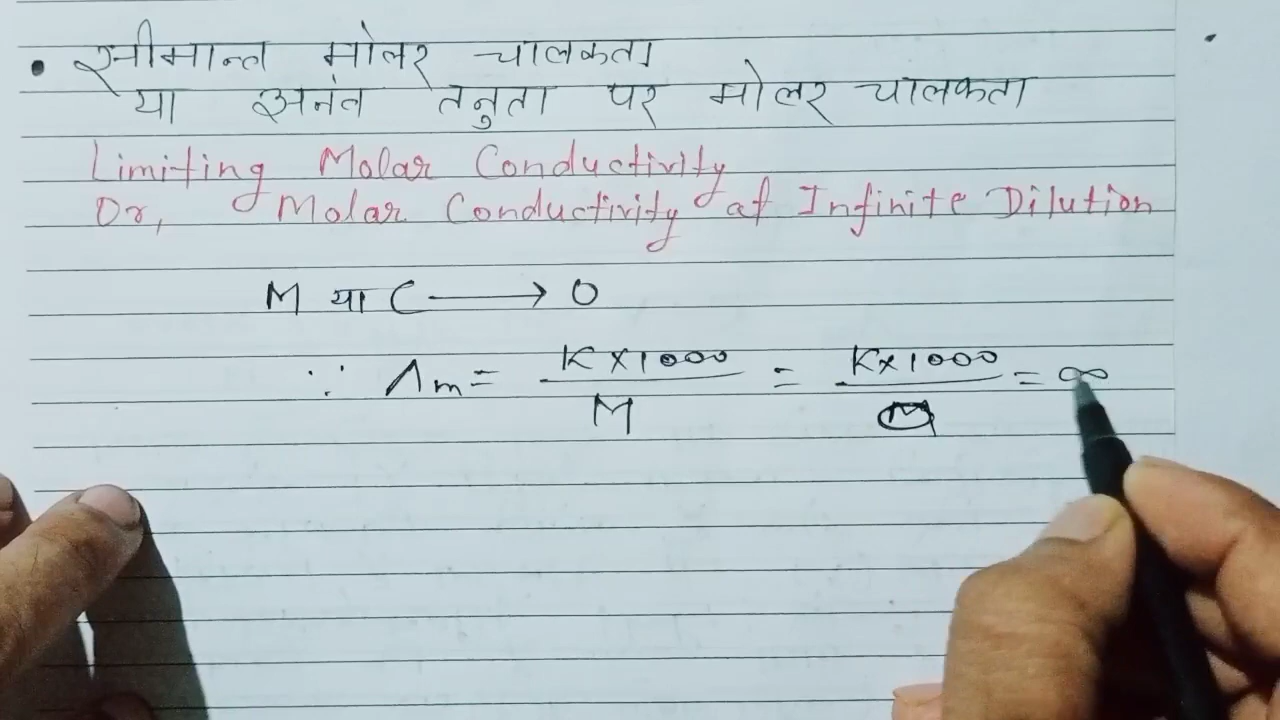 • सीमान्त मोलर चालकता
या अनंत तनुता पर मोलर चालकता
Limiting Molar Conductivity
Or, Molar Conductivity at Infinite Dilution
M या C ⟶ 0
∵ Λm = K×1000/M = K×1000/M = ∞